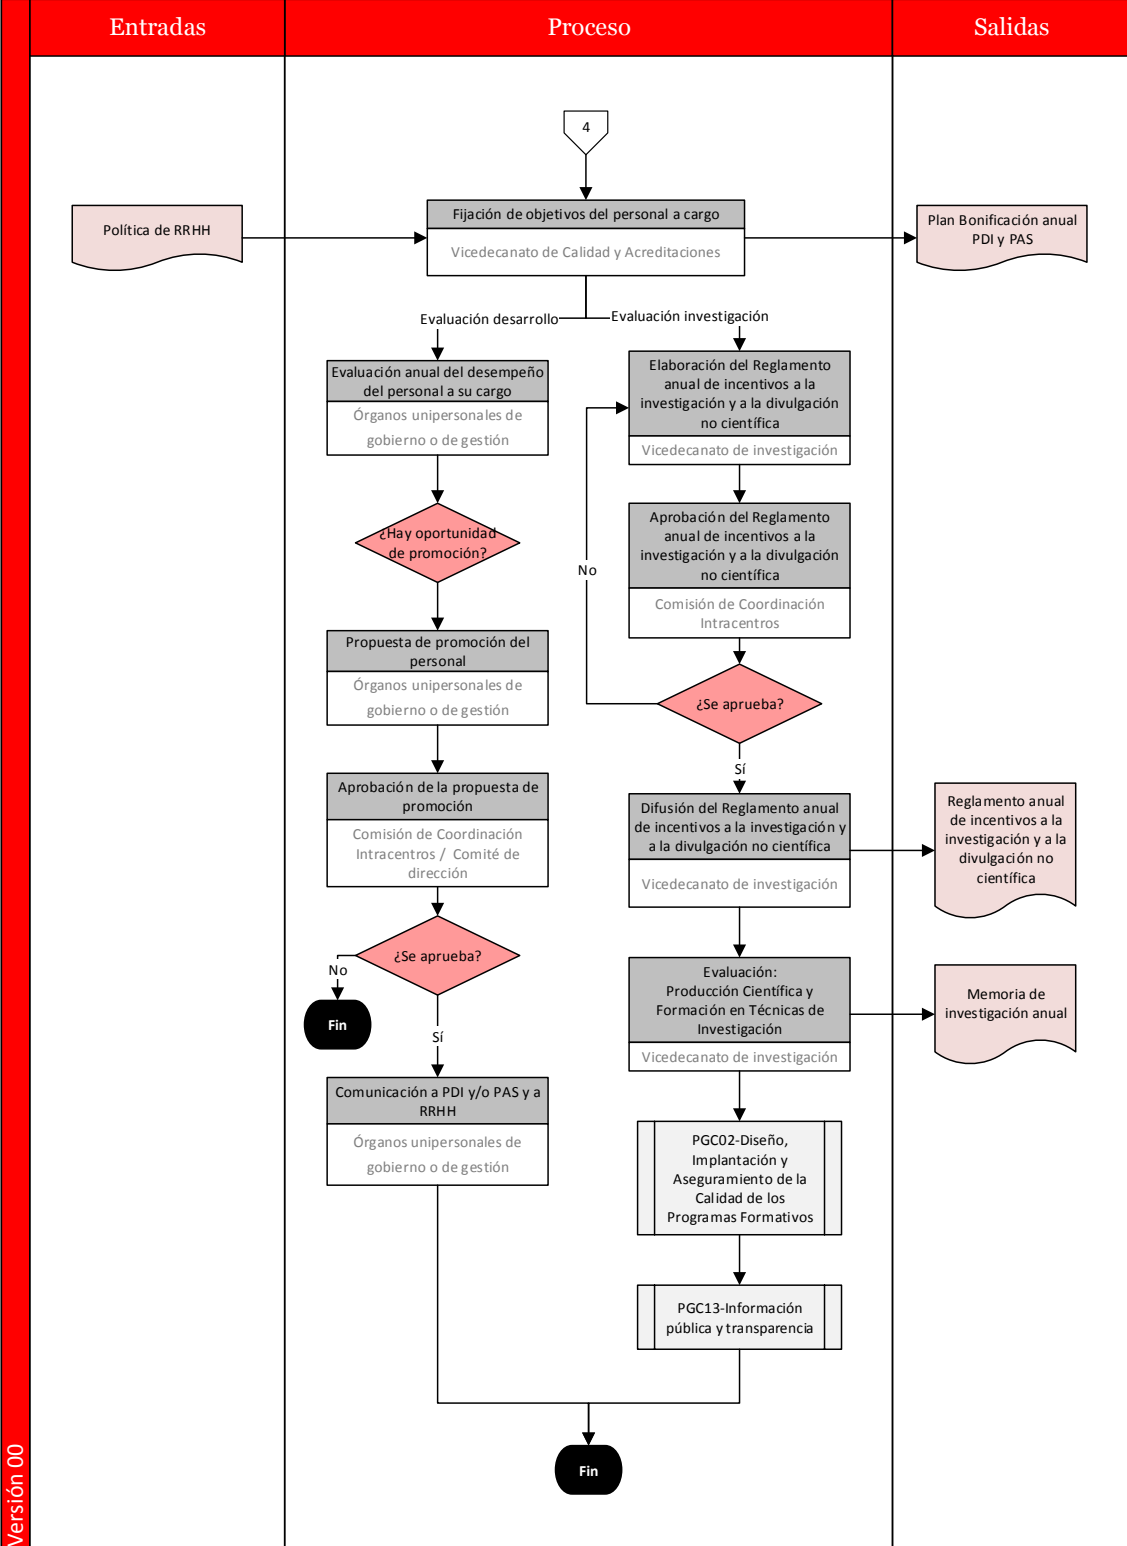 Entradas
Proceso
Salidas
4
Política de RRHH
Fijación de objetivos del personal a cargo
Vicedecanato de Calidad y Acreditaciones
Plan Bonificación anual
PDI y PAS
Evaluación desarrollo
Evaluación investigación
Evaluación anual del desempeño
del personal a su cargo
Órganos unipersonales de
gobierno o de gestión
¿Hay oportunidad
de promoción?
Propuesta de promoción del
personal
Órganos unipersonales de
gobierno o de gestión
Aprobación de la propuesta de
promoción
Comisión de Coordinación
Intracentros / Comité de
dirección
¿Se aprueba?
No
Fin
Sí
Comunicación a PDI y/o PAS y a
RRHH
Órganos unipersonales de
gobierno o de gestión
Elaboración del Reglamento
anual de incentivos a la
investigación y a la divulgación
no científica
Vicedecanato de investigación
Aprobación del Reglamento
anual de incentivos a la
investigación y a la divulgación
no científica
Comisión de Coordinación
Intracentros
No
¿Se aprueba?
Sí
Difusión del Reglamento anual
de incentivos a la investigación y
a la divulgación no científica
Vicedecanato de investigación
Reglamento anual
de incentivos a la
investigación y a la
divulgación no
científica
Evaluación:
Producción Científica y
Formación en Técnicas de
Investigación
Vicedecanato de investigación
Memoria de
investigación anual
PGC02-Diseño,
Implantación y
Aseguramiento de la
Calidad de los
Programas Formativos
PGC13-Información
pública y transparencia
Fin
Versión 00